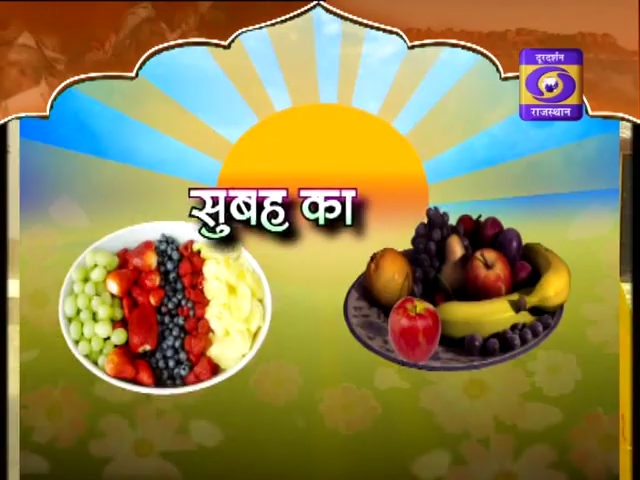 दूरदर्शन
राजस्थान
सुबह का